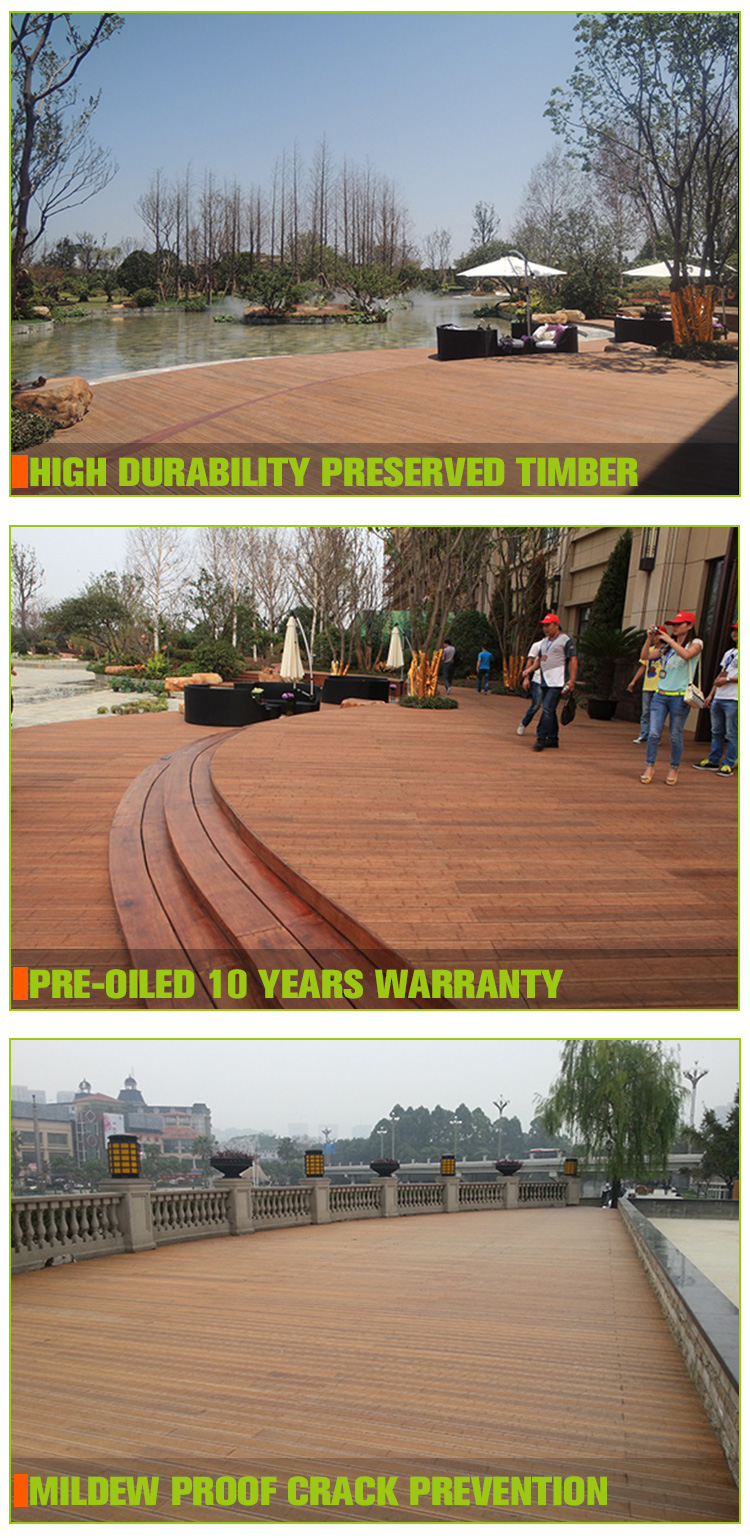 HIGH DURABILITY PRESERVED TIMBER
PRE-OILED 10 YEARS WARRANTY
MILDEW PROOF CRACK PREVENTION